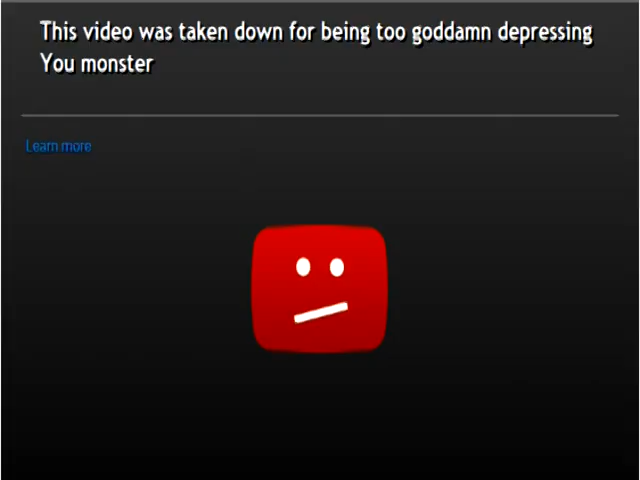 This video was taken down for being too goddamn depressing
You monster
Learn more